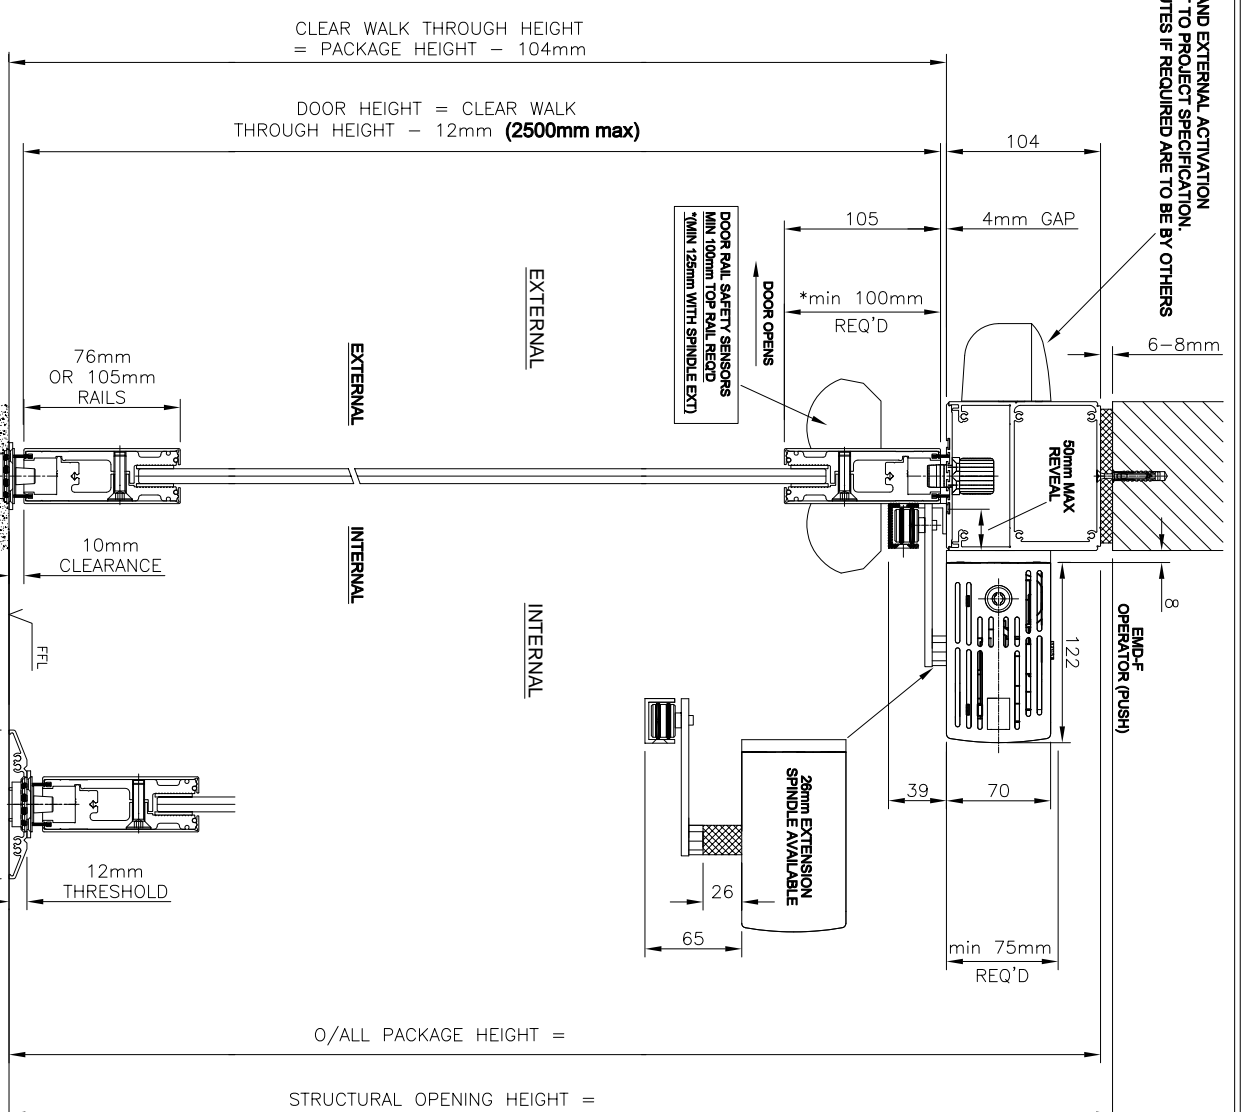 CLEAR WALK THROUGH HEIGHT
= PACKAGE HEIGHT – 104mm
DOOR HEIGHT = CLEAR WALK
THROUGH HEIGHT – 12mm (2500mm max)
AND EXTERNAL ACTIVATION
TO PROJECT SPECIFICATION.
IF REQUIRED ARE TO BE BY OTHERS
104
105
4mm GAP
*min 100mm
REQ'D
6–8mm
DOOR RAIL SAFETY SENSORS
MIN 100mm TOP RAIL REQ'D
*(MIN 125mm WITH SPINDLE EXT)
DOOR OPENS
EXTERNAL
EXTERNAL
76mm
OR 105mm
RAILS
50mm MAX
REVEAL
INTERNAL
INTERNAL
10mm
CLEARANCE
FFL
8
122
EMD-F
OPERATOR (PUSH)
39
70
26mm EXTENSION
SPINDLE AVAILABLE
26
65
min 75mm
REQ'D
12mm
THRESHOLD
O/ALL PACKAGE HEIGHT =
STRUCTURAL OPENING HEIGHT =